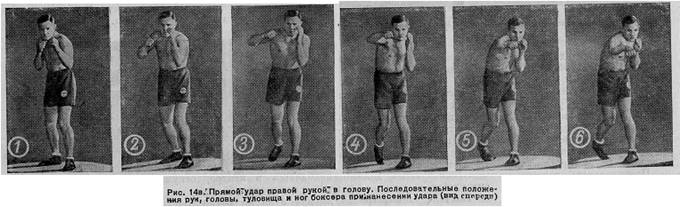 1 2 3 4 5 6
Рис. 14в. Прямой удар правой рукой в голову. Последовательные положе-
ния рук, головы, туловища и ног боксера при нанесении удара (вид спереди)